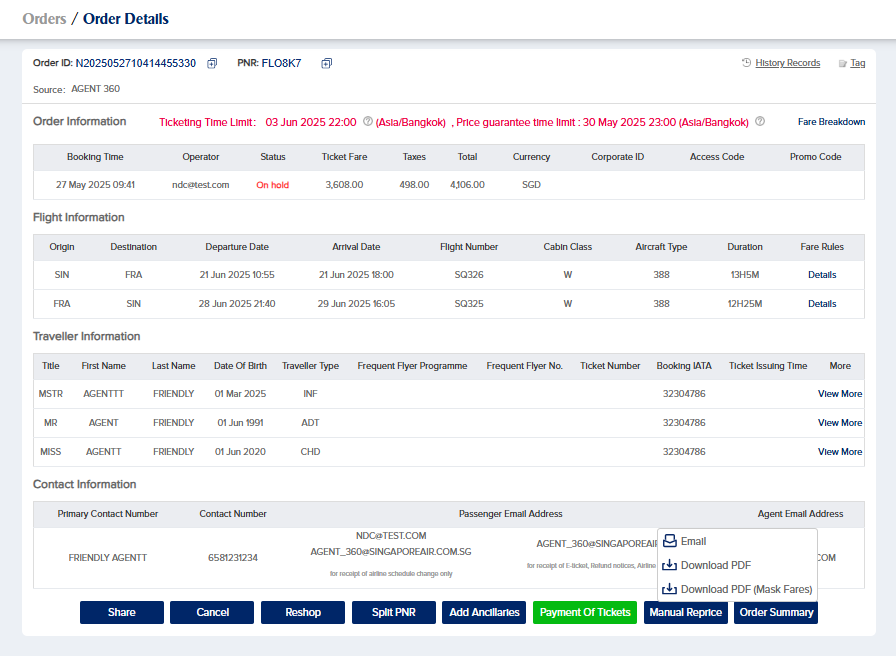 Orders / Order Details
Order ID: N2025052710414455330 PNR: FLO8K7 History Records Tag
Source: AGENT 360
Order Information Ticketing Time Limit: 03 Jun 2025 22:00 (Asia/Bangkok) , Price guarantee time limit : 30 May 2025 23:00 (Asia/Bangkok) Fare Breakdown
Booking Time Operator Status Ticket Fare Taxes Total Currency Corporate ID Access Code Promo Code
27 May 2025 09:41 ndc@test.com On hold 3,608.00 498.00 4,106.00 SGD
Flight Information
Origin Destination Departure Date Arrival Date Flight Number Cabin Class Aircraft Type Duration Fare Rules
SIN FRA 21 Jun 2025 10:55 21 Jun 2025 18:00 SQ326 W 388 13H5M Details
FRA SIN 28 Jun 2025 21:40 29 Jun 2025 16:05 SQ325 W 388 12H25M Details
Traveller Information
Title First Name Last Name Date Of Birth Traveller Type Frequent Flyer Programme Frequent Flyer No. Ticket Number Booking IATA Ticket Issuing Time More
MSTR AGENTTT FRIENDLY 01 Mar 2025 INF 32304786 View More
MR AGENT FRIENDLY 01 Jun 1991 ADT 32304786 View More
MISS AGENTT FRIENDLY 01 Jun 2020 CHD 32304786 View More
Contact Information
Primary Contact Number Contact Number Passenger Email Address Agent Email Address
FRIENDLY AGENTT 6581231234 NDC@TEST.COM
AGENT_360@SINGAPOREAIR.COM.SG
for receipt of airline schedule change only
AGENT_360@SINGAPOREAIR
for receipt of E-ticket, Refund notices, Airline
COM
Email
Download PDF
Download PDF (Mask Fares)
Share Cancel Reshop Split PNR Add Ancillaries Payment Of Tickets Manual Reprice Order Summary